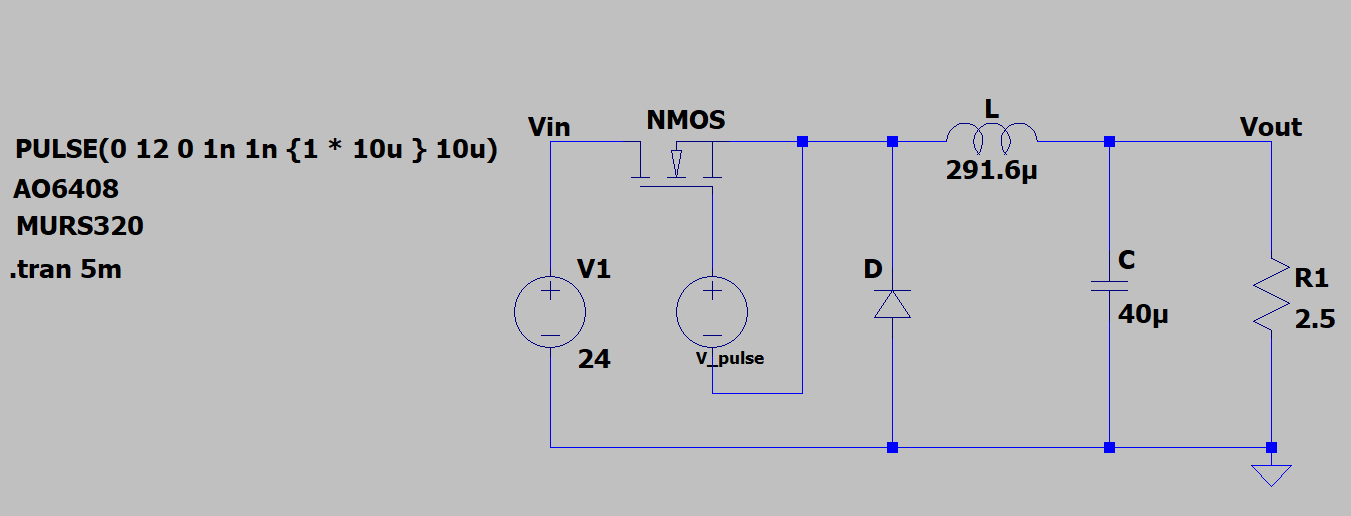 PULSE(0 12 0 1n 1n {1 * 10u } 10u)
AO6408
MURS320
.tran 5m
Vin
NMOS
L
291.6µ
Vout
V1
24
V_pulse
D
C
40µ
R1
2.5